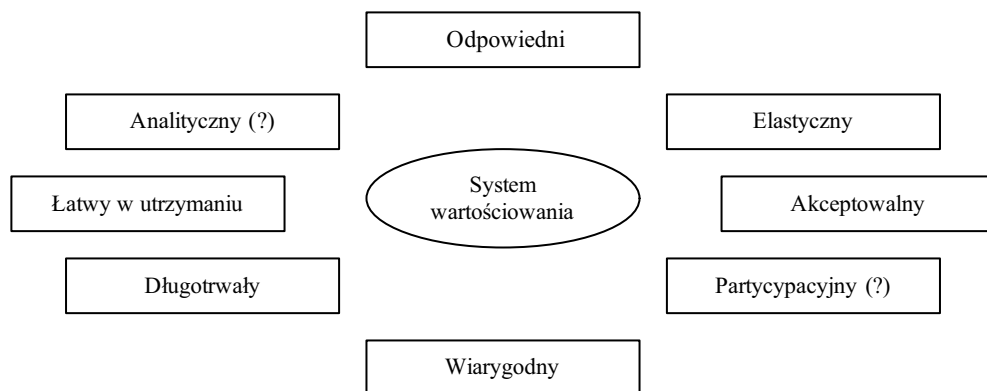 Odpowiedni
Analityczny (?)
Elastyczny
System
wartościowania
Łatwy w utrzymaniu
Akceptowalny
Długotrwały
Partycypacyjny (?)
Wiarygodny